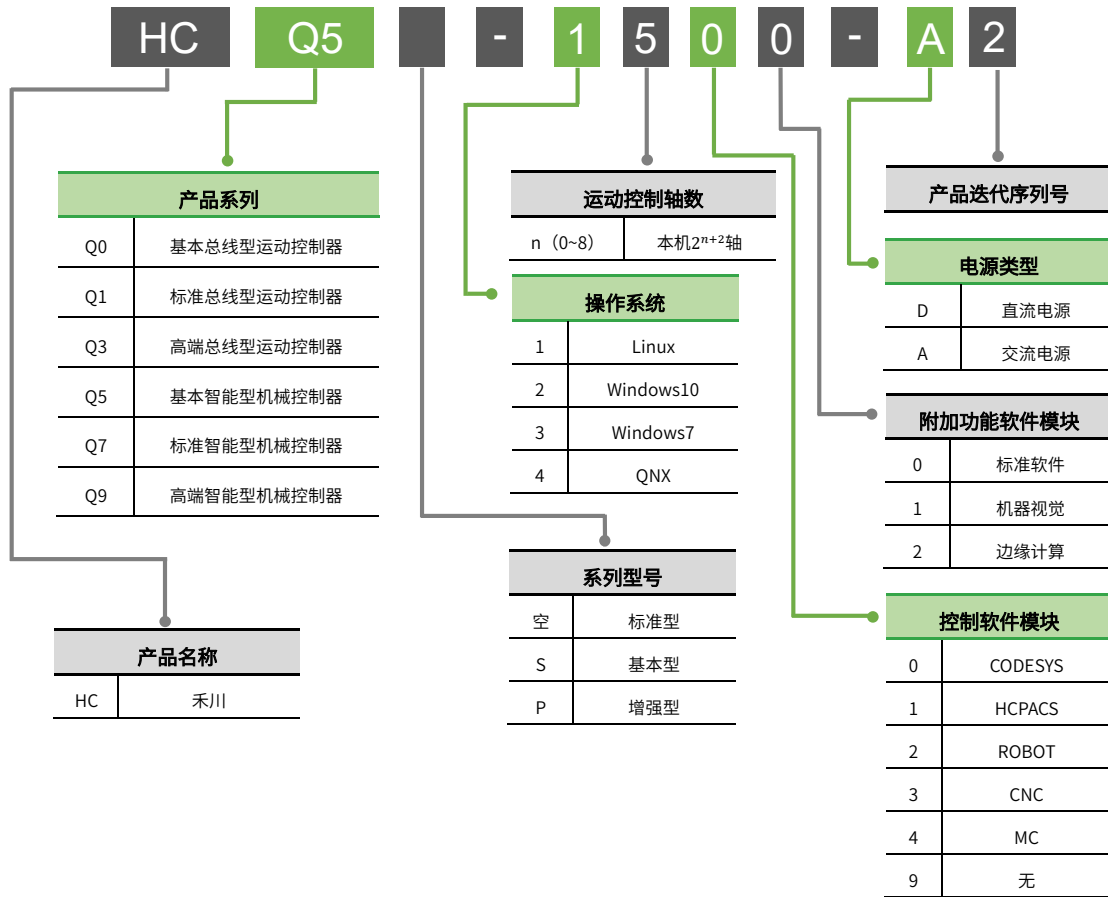 HC Q5 - 1 5 0 0 - A 2
产品系列
Q0 基本总线型运动控制器
Q1 标准总线型运动控制器
Q3 高端总线型运动控制器
Q5 基本智能型机械控制器
Q7 标准智能型机械控制器
Q9 高端智能型机械控制器
产品名称
HC 禾川
运动控制轴数
n（0~8） 本机2ⁿ⁺²轴
操作系统
1 Linux
2 Windows10
3 Windows7
4 QNX
系列型号
空 标准型
S 基本型
P 增强型
产品迭代序列号
电源类型
D 直流电源
A 交流电源
附加功能软件模块
0 标准软件
1 机器视觉
2 边缘计算
控制软件模块
0 CODESYS
1 HCPACS
2 ROBOT
3 CNC
4 MC
9 无